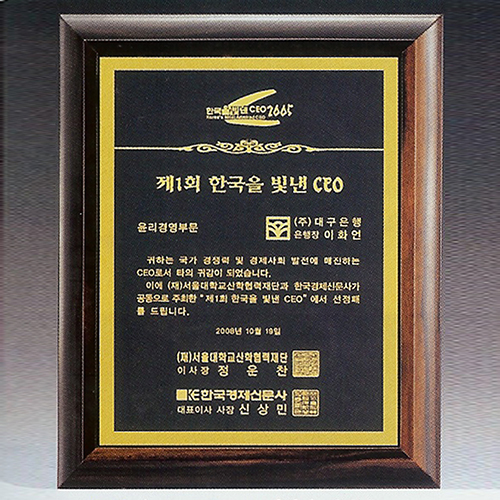 한국을 빛낸 CEO 2005
제1회 한국을 빛낸 CEO
윤리경영부문
(주)대구은행
은행장 이화언
귀하는 국가 경쟁력 및 경제사회 발전에 매진하는
CEO로서 타의 귀감이 되었습니다.
이에 (재)서울대학교산학협력재단과 한국경제신문사가
공동으로 주최한 "제1회 한국을 빛낸 CEO" 에서 선정패
를 드립니다.
2008년 10월 19일
(재)서울대학교산학협력재단
이사장 정운찬
한국경제신문사
대표이사 사장 신상민